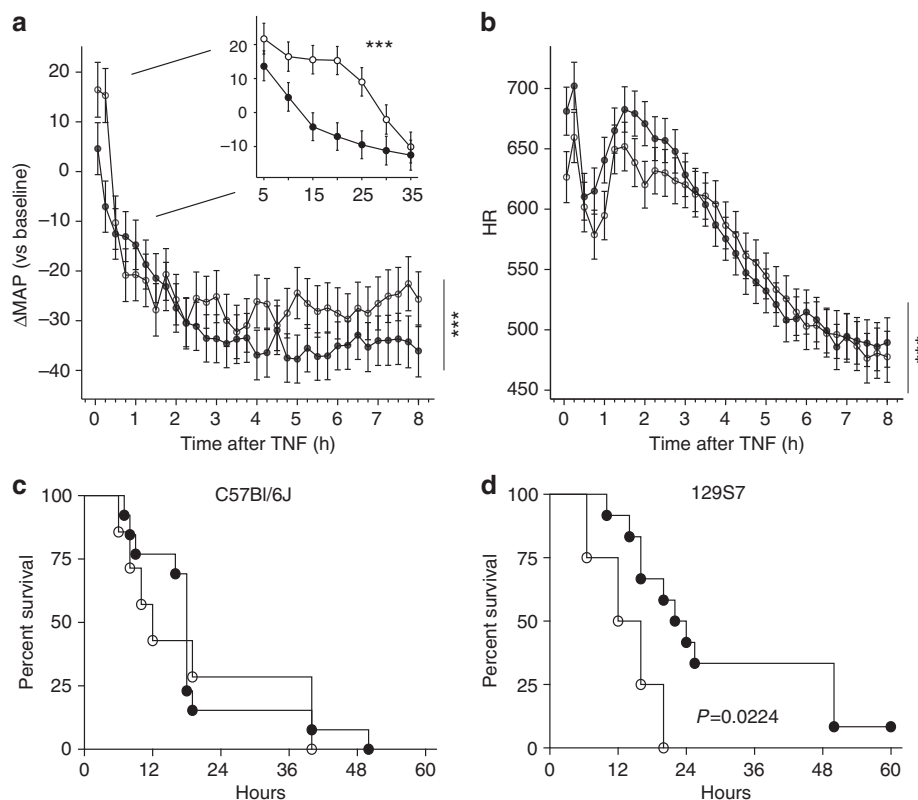 a
ΔMAP (vs baseline)
20
10
0
–10
–20
–30
–40
20
10
0
–10
5 15 25 35
***
***
0 1 2 3 4 5 6 7 8
Time after TNF (h)
b
HR
700
650
600
550
500
450
***
0 1 2 3 4 5 6 7 8
Time after TNF (h)
c
C57Bl/6J
Percent survival
100
75
50
25
0
0 12 24 36 48 60
Hours
d
129S7
Percent survival
100
75
50
25
0
P=0.0224
0 12 24 36 48 60
Hours